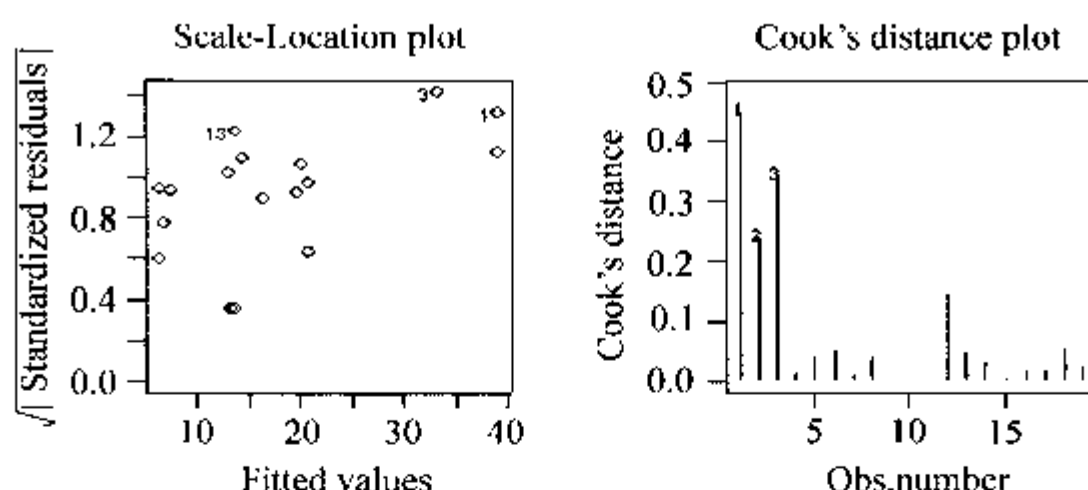 Scale-Location plot
√|Standardized residuals|
1.2
0.8
0.4
0.0
3
1
13
10 20 30 40
Fitted values
Cook's distance plot
Cook's distance
0.5
0.4
0.3
0.2
0.1
0.0
1
2
3
5 10 15
Obs.number